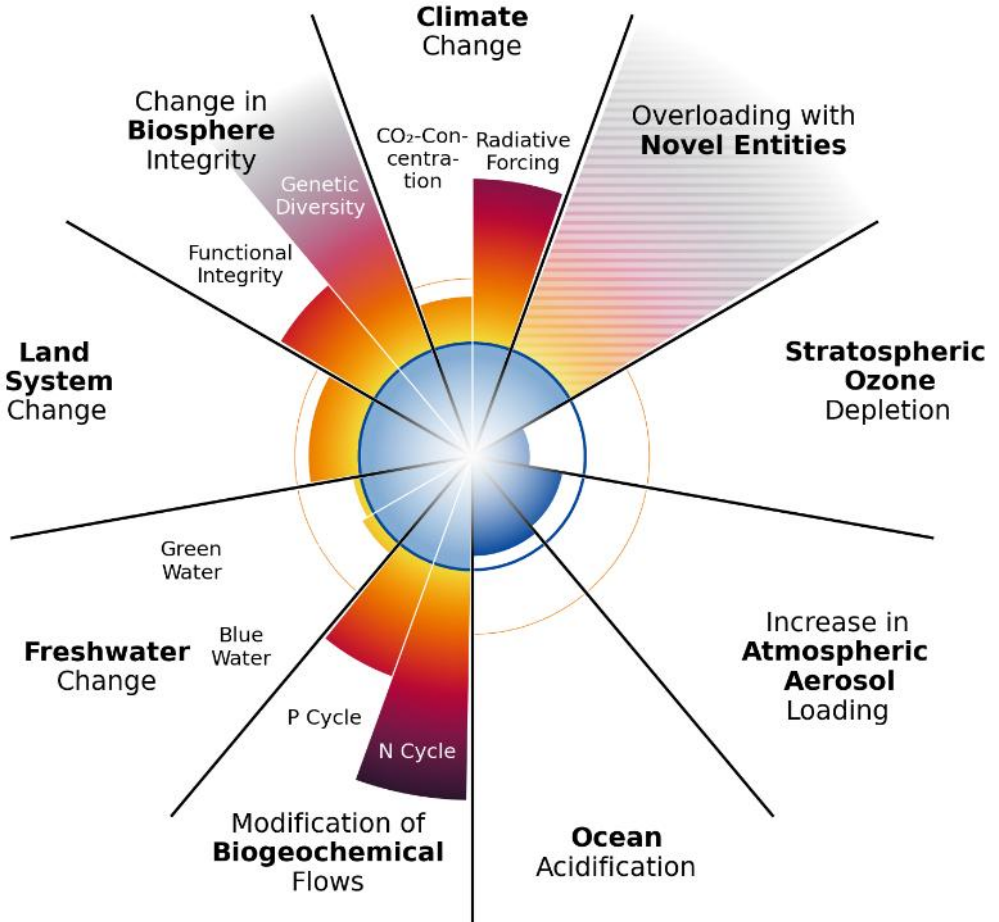 Climate
Change
CO₂-Con-
centra-
tion
Radiative
Forcing
Overloading with
Novel Entities
Stratospheric
Ozone
Depletion
Increase in
Atmospheric
Aerosol
Loading
Ocean
Acidification
Modification of
Biogeochemical
Flows
P Cycle
N Cycle
Freshwater
Change
Blue
Water
Green
Water
Land
System
Change
Change in
Biosphere
Integrity
Functional
Integrity
Genetic
Diversity